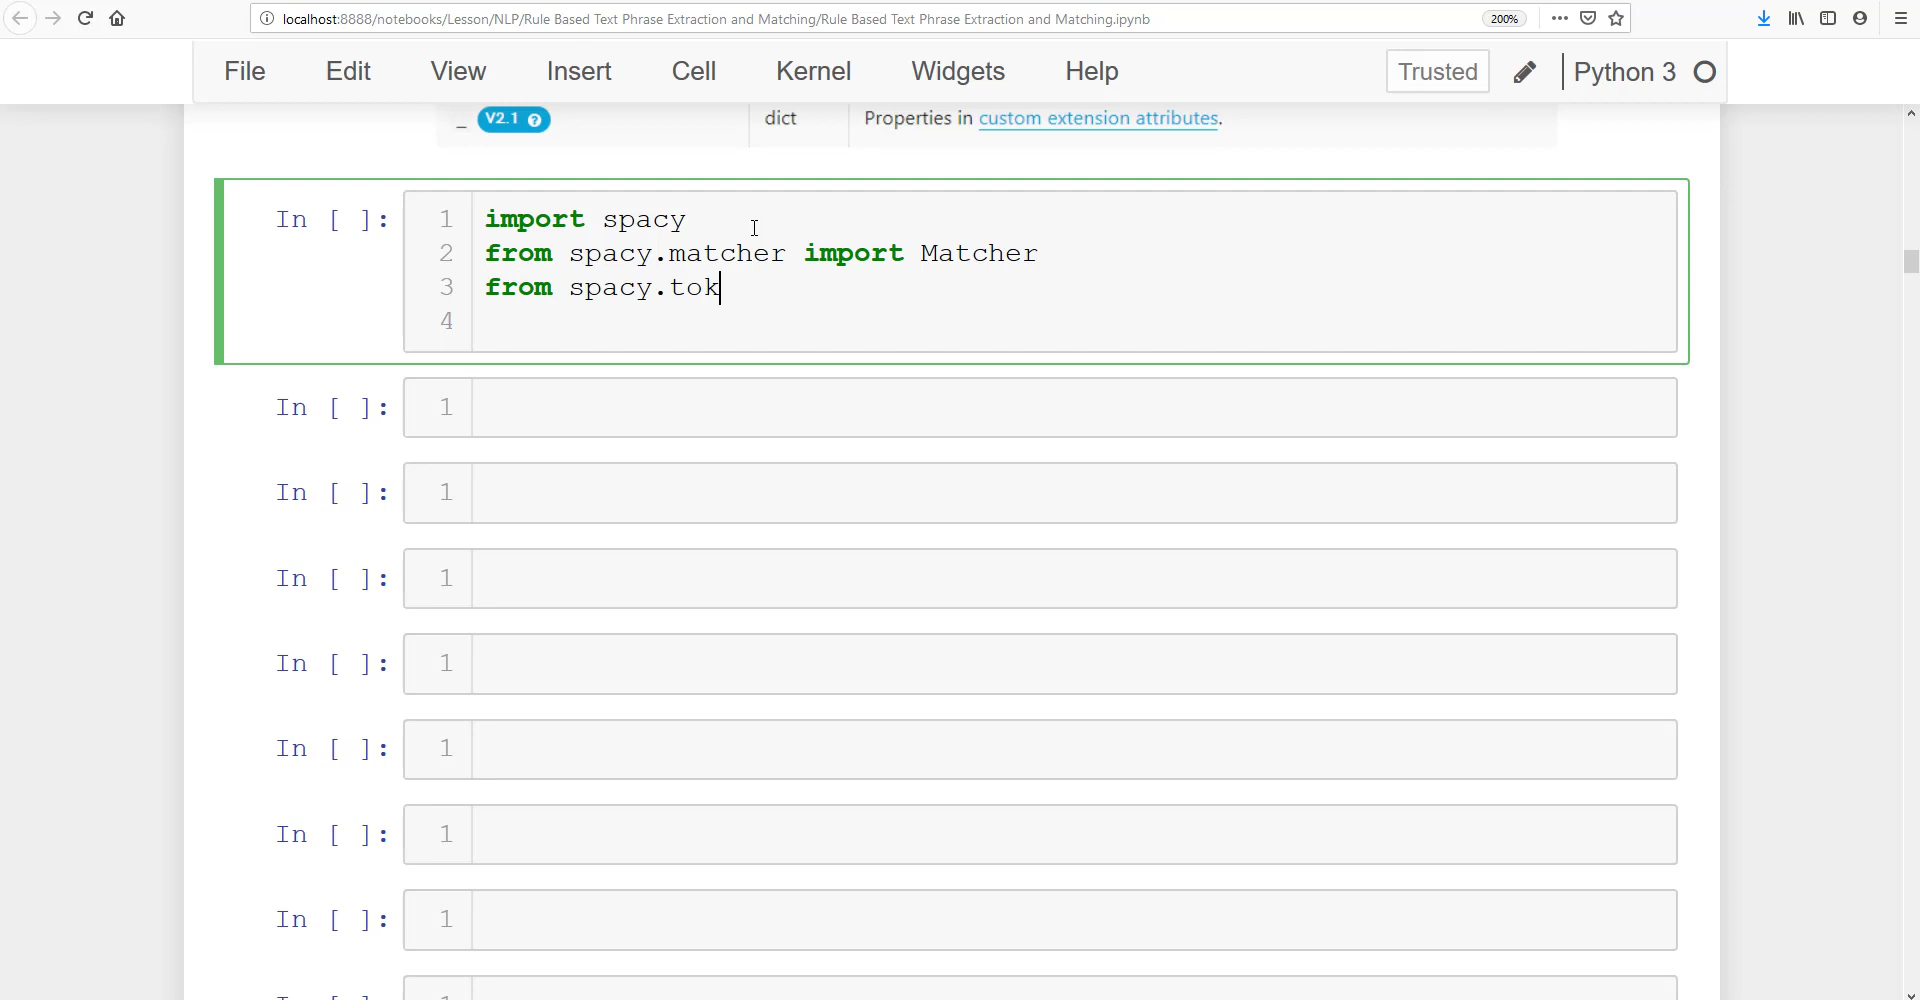 localhost:8888/notebooks/Lesson/NLP/Rule Based Text Phrase Extraction and Matching/Rule Based Text Phrase Extraction and Matching.ipynb 200%
File Edit View Insert Cell Kernel Widgets Help Trusted Python 3
_ V2.1 ? dict Properties in custom extension attributes.
In [ ]: 1 import spacy
2 from spacy.matcher import Matcher
3 from spacy.tok
4
In [ ]: 1
In [ ]: 1
In [ ]: 1
In [ ]: 1
In [ ]: 1
In [ ]: 1
In [ ]: 1